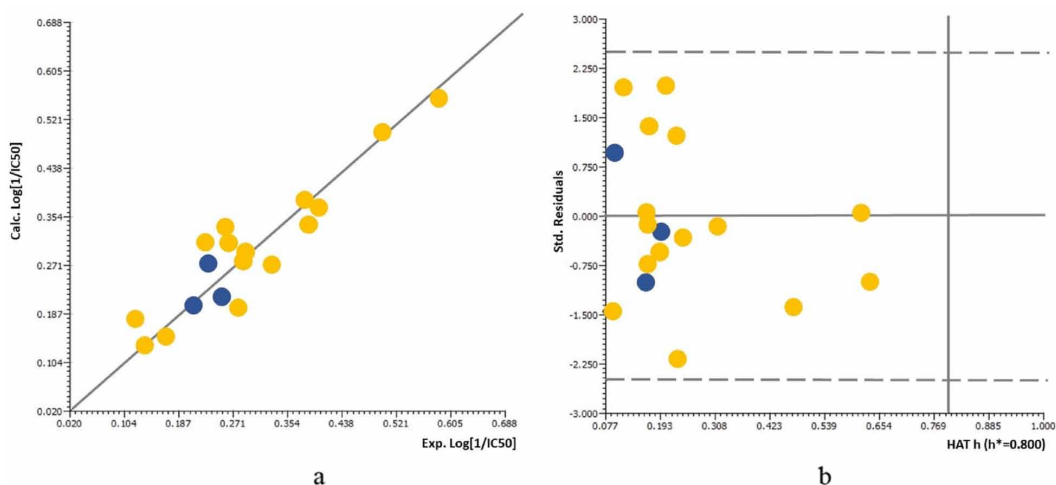 0.688
0.605
0.521
0.438
0.354
0.271
0.187
0.104
0.020
Calc. Log[1/IC50]
0.020 0.104 0.187 0.271 0.354 0.438 0.521 0.605 0.688
Exp. Log[1/IC50]
a
3.000
2.250
1.500
0.750
0.000
-0.750
-1.500
-2.250
-3.000
Std. Residuals
0.077 0.193 0.308 0.423 0.539 0.654 0.769 0.885 1.000
HAT h (h*=0.800)
b